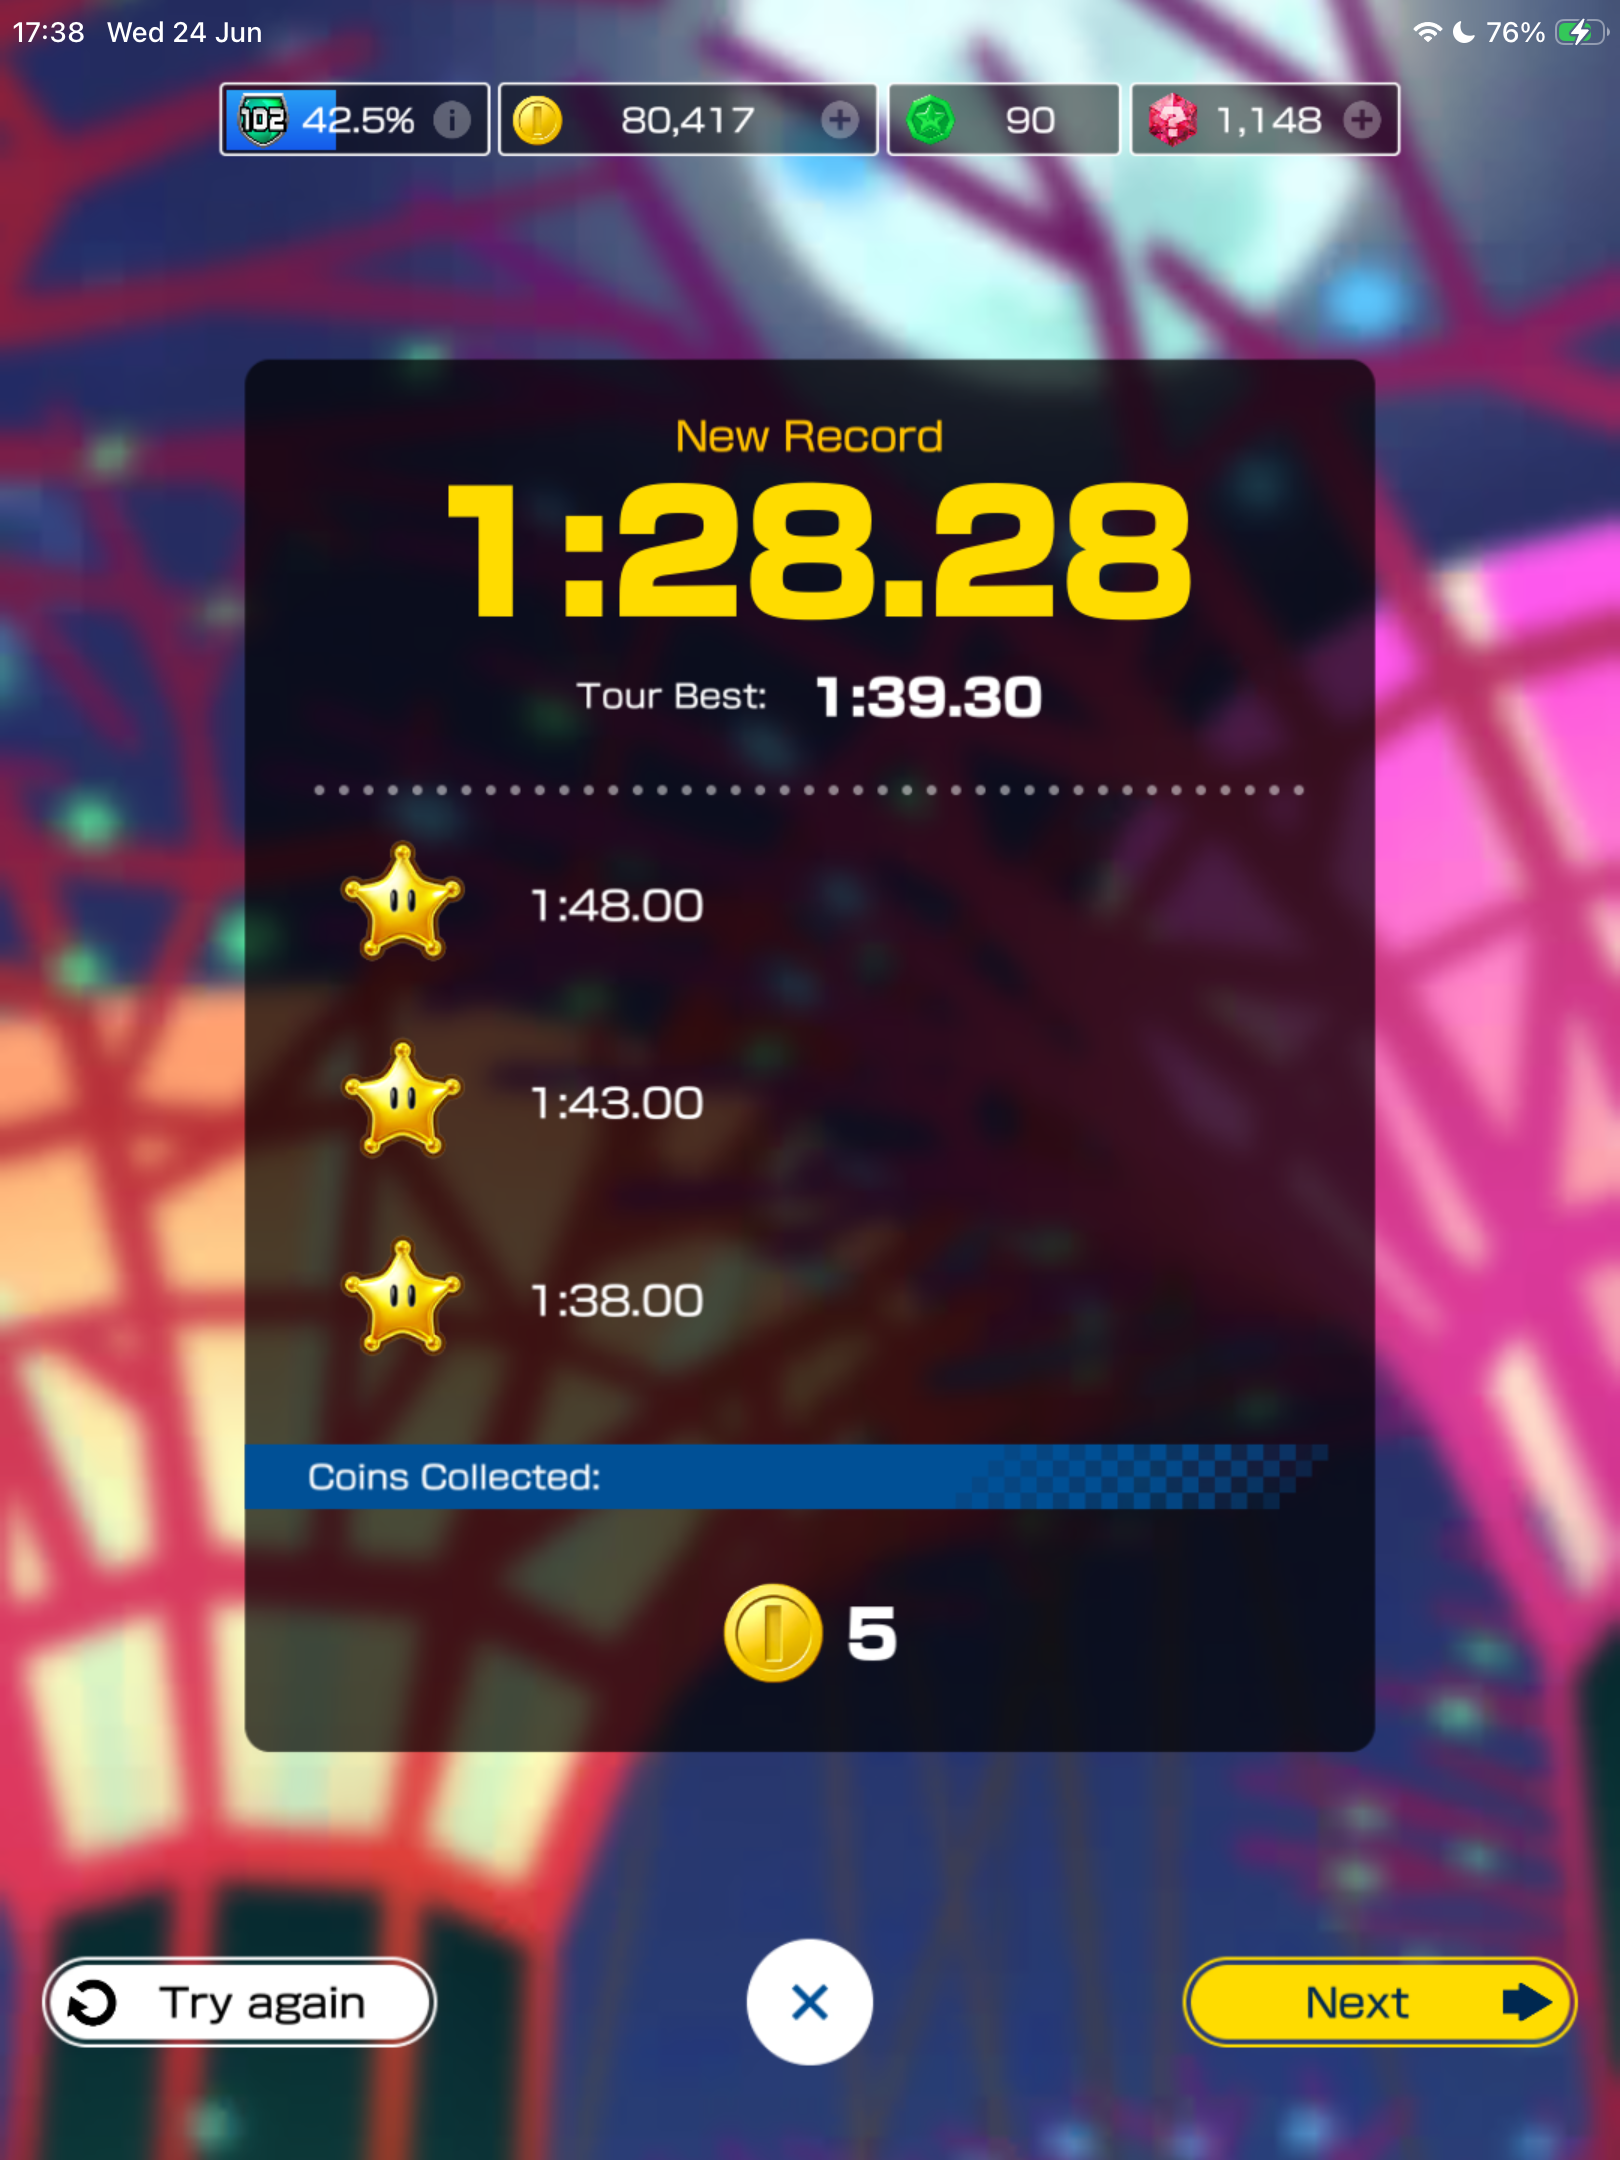 17:38 Wed 24 Jun 76%
102 42.5% i 80,417 + 90 ? 1,148 +
New Record
1:28.28
Tour Best: 1:39.30
1:48.00
1:43.00
1:38.00
Coins Collected:
5
Try again × Next